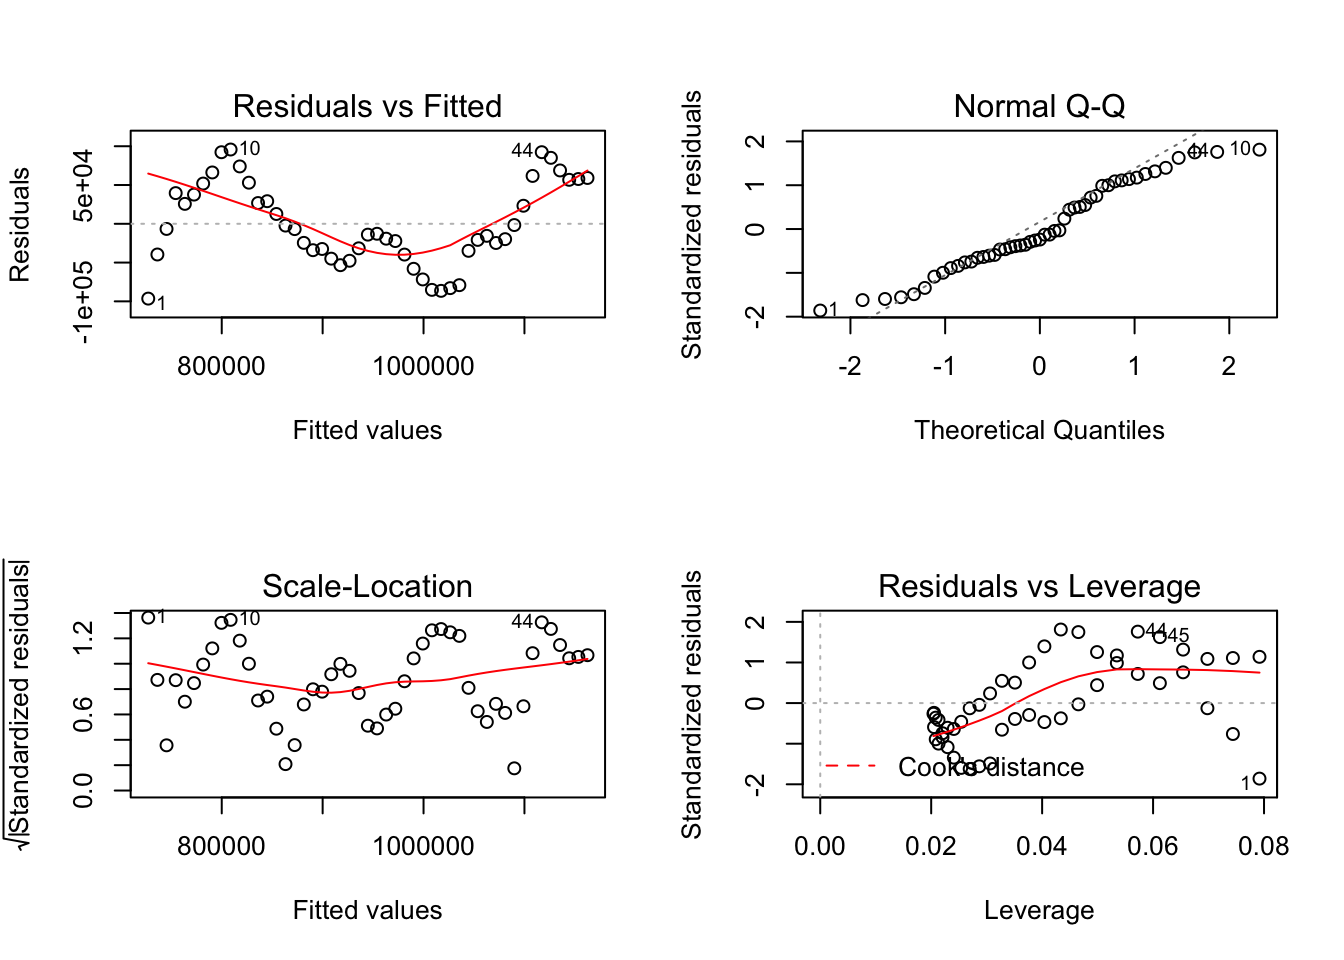 Residuals vs Fitted
Residuals
-1e+05 5e+04
1
10
44
800000 1000000
Fitted values
Normal Q-Q
Standardized residuals
-2 0 1 2
1
44
10
-2 -1 0 1 2
Theoretical Quantiles
Scale-Location
√|Standardized residuals|
0.0 0.6 1.2
1
10
44
800000 1000000
Fitted values
Residuals vs Leverage
Standardized residuals
-2 0 1 2
44
45
1
Cook's distance
0.00 0.02 0.04 0.06 0.08
Leverage